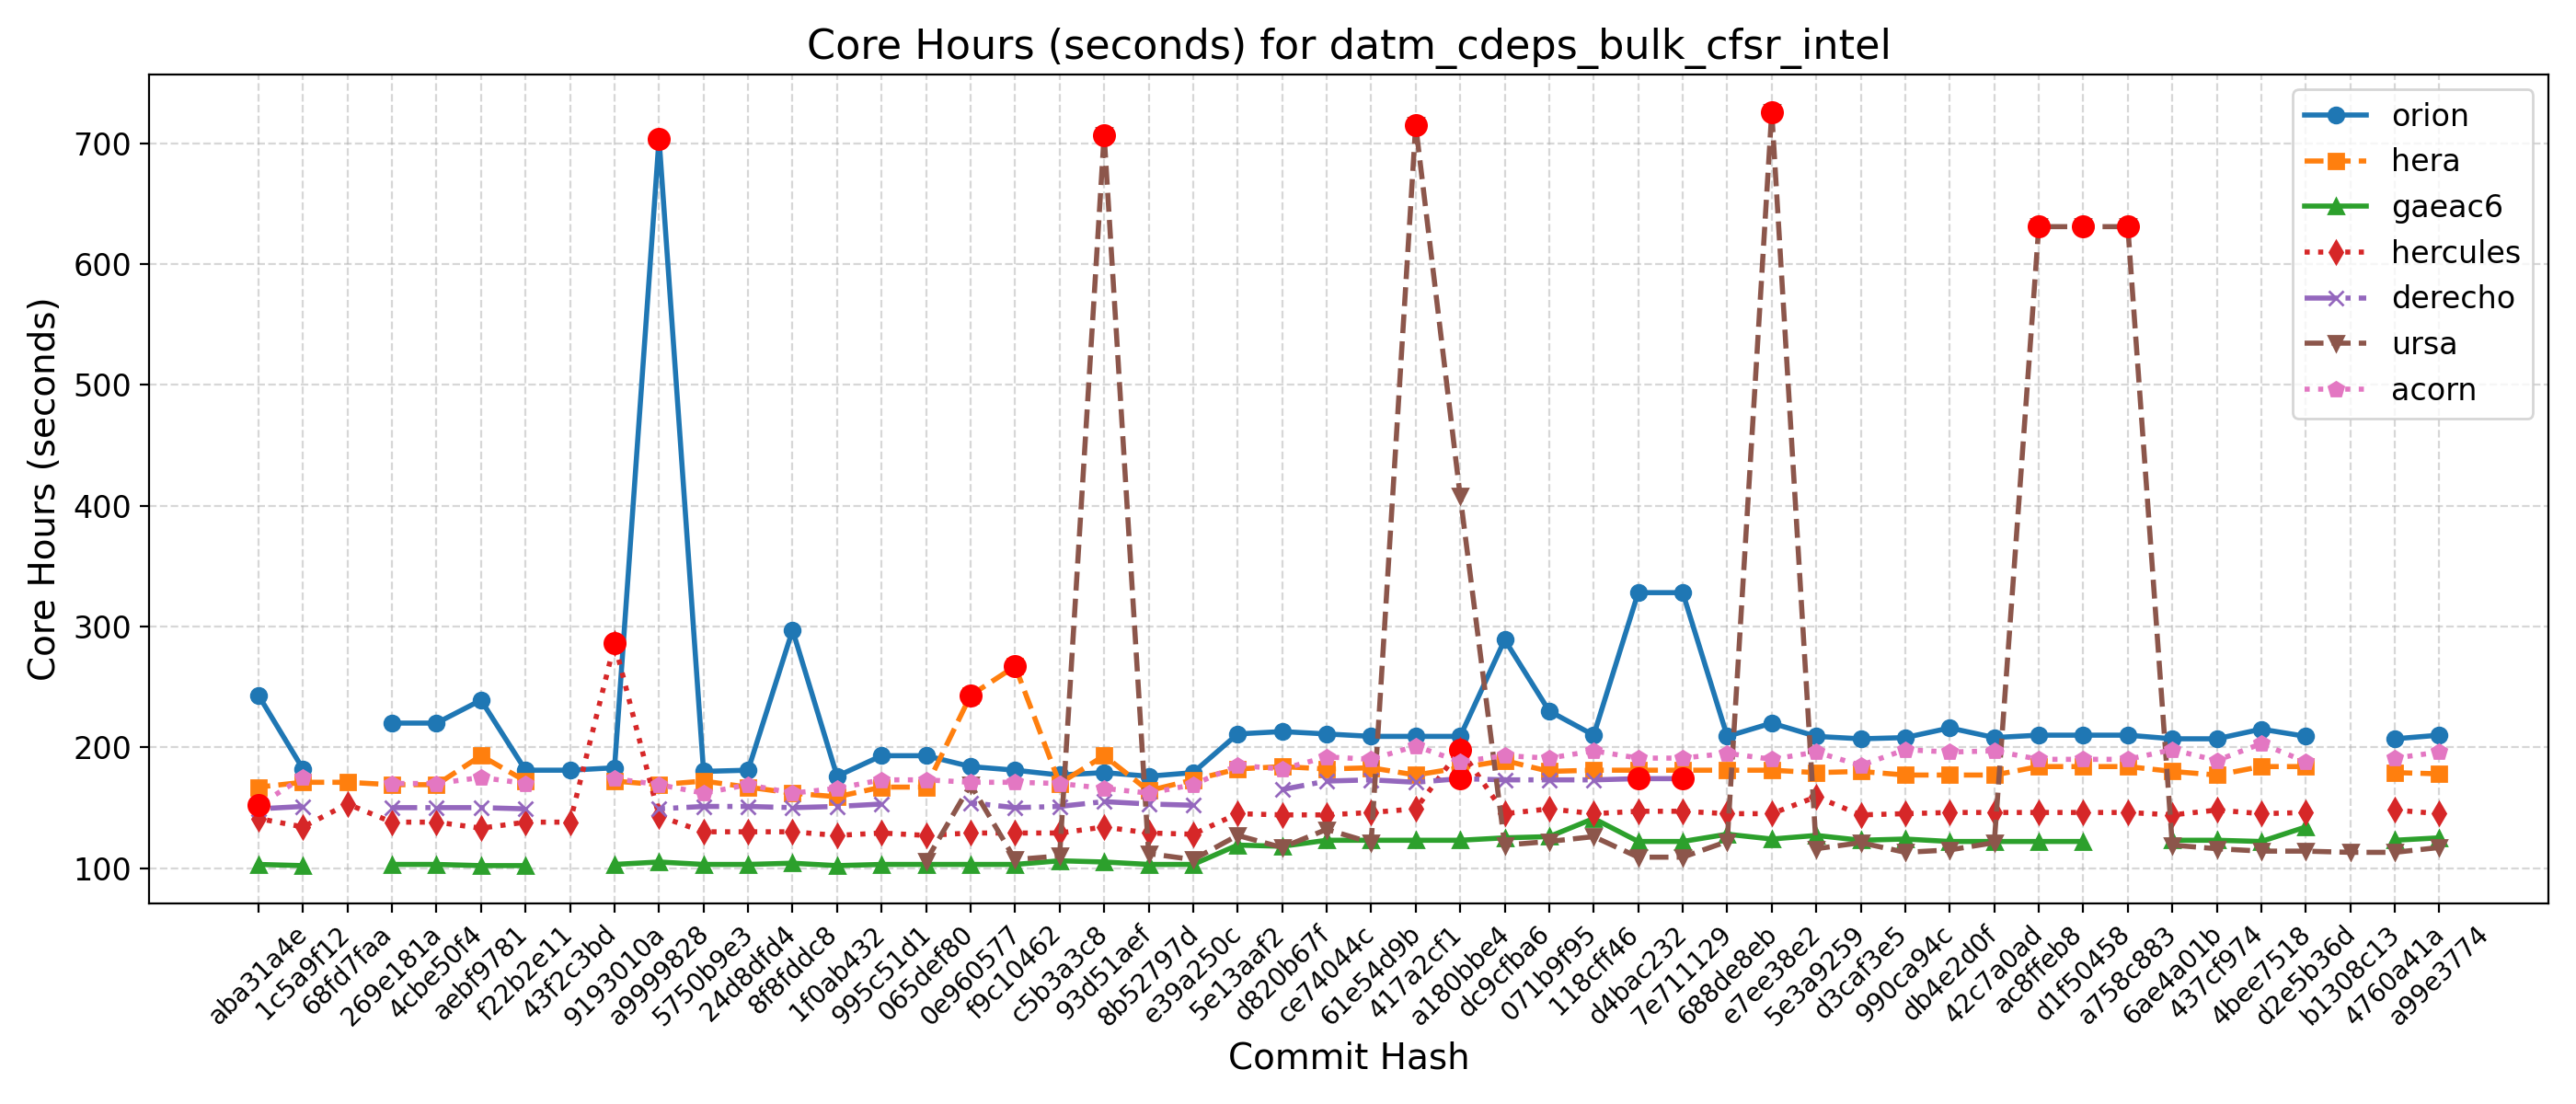 Core Hours (seconds) for datm_cdeps_bulk_cfsr_intel
Core Hours (seconds)
700
600
500
400
300
200
100
orion
hera
gaeac6
hercules
derecho
ursa
acorn
aba31a4e
1c5a9f12
68fd7faa
269e181a
4cbe50f4
aebf9781
f22b2e11
43f2c3bd
9193010a
a9999828
5750b9e3
24d8dfd4
8f8fddc8
1f0ab432
995c51d1
065def80
0e960577
f9c10462
c5b3a3c8
93d51aef
8b52797d
e39a250c
5e13aaf2
d820b67f
ce74044c
61e54d9b
417a2cf1
a180bbe4
dc9cfba6
071b9f95
118cff46
d4bac232
7e711129
688de8eb
e7ee38e2
5e3a9259
d3caf3e5
990ca94c
db4e2d0f
42c7a0ad
ac8ffeb8
d1f50458
a758c883
6ae4a01b
437cf974
4bee7518
d2e5b36d
b1308c13
4760a41a
a99e3774
Commit Hash